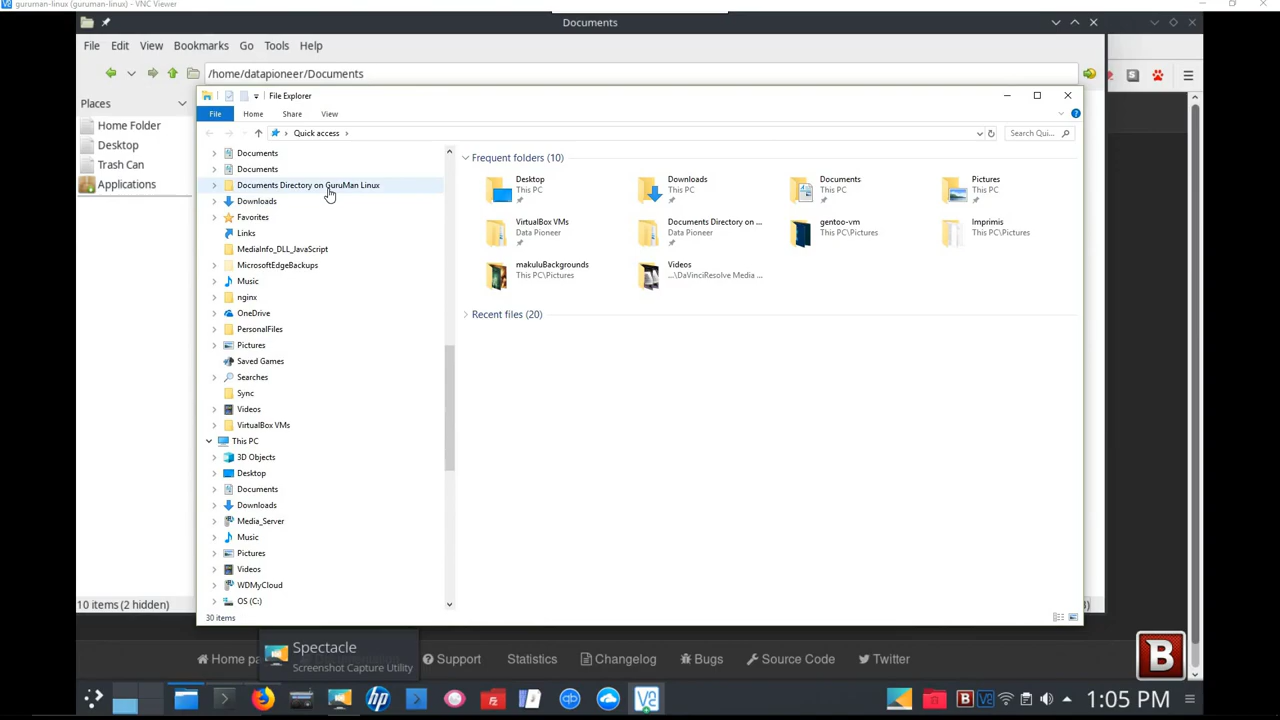 guruman-linux (guruman-linux) - VNC Viewer
Documents
File Edit View Bookmarks Go Tools Help
/home/datapioneer/Documents
Places
Home Folder
Desktop
Trash Can
Applications
10 items (2 hidden)
File Explorer
File Home Share View
Quick access
Search Qui...
Documents
Documents
Documents Directory on GuruMan Linux
Downloads
Favorites
Links
MediaInfo_DLL_JavaScript
MicrosoftEdgeBackups
Music
nginx
OneDrive
PersonalFiles
Pictures
Saved Games
Searches
Sync
Videos
VirtualBox VMs
This PC
3D Objects
Desktop
Documents
Downloads
Media_Server
Music
Pictures
Videos
WDMyCloud
OS (C:)
30 items
Frequent folders (10)
Desktop
This PC
Downloads
This PC
Documents
This PC
Pictures
This PC
VirtualBox VMs
Data Pioneer
Documents Directory on ...
Data Pioneer
gentoo-vm
This PC\Pictures
Imprimis
This PC\Pictures
makuluBackgrounds
This PC\Pictures
Videos
...\DaVinciResolve Media ...
Recent files (20)
Spectacle
Screenshot Capture Utility
Home pa
Support
Statistics
Changelog
Bugs
Source Code
Twitter
B
1:05 PM